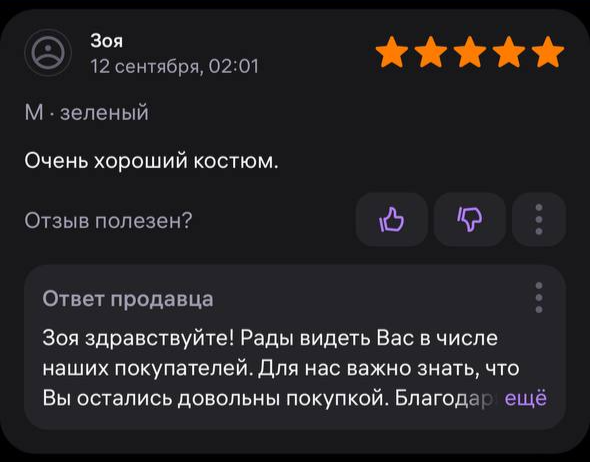 Зоя
12 сентября, 02:01
M · зеленый
Очень хороший костюм.
Отзыв полезен?
Ответ продавца
Зоя здравствуйте! Рады видеть Вас в числе
наших покупателей. Для нас важно знать, что
Вы остались довольны покупкой. Благодар ещё